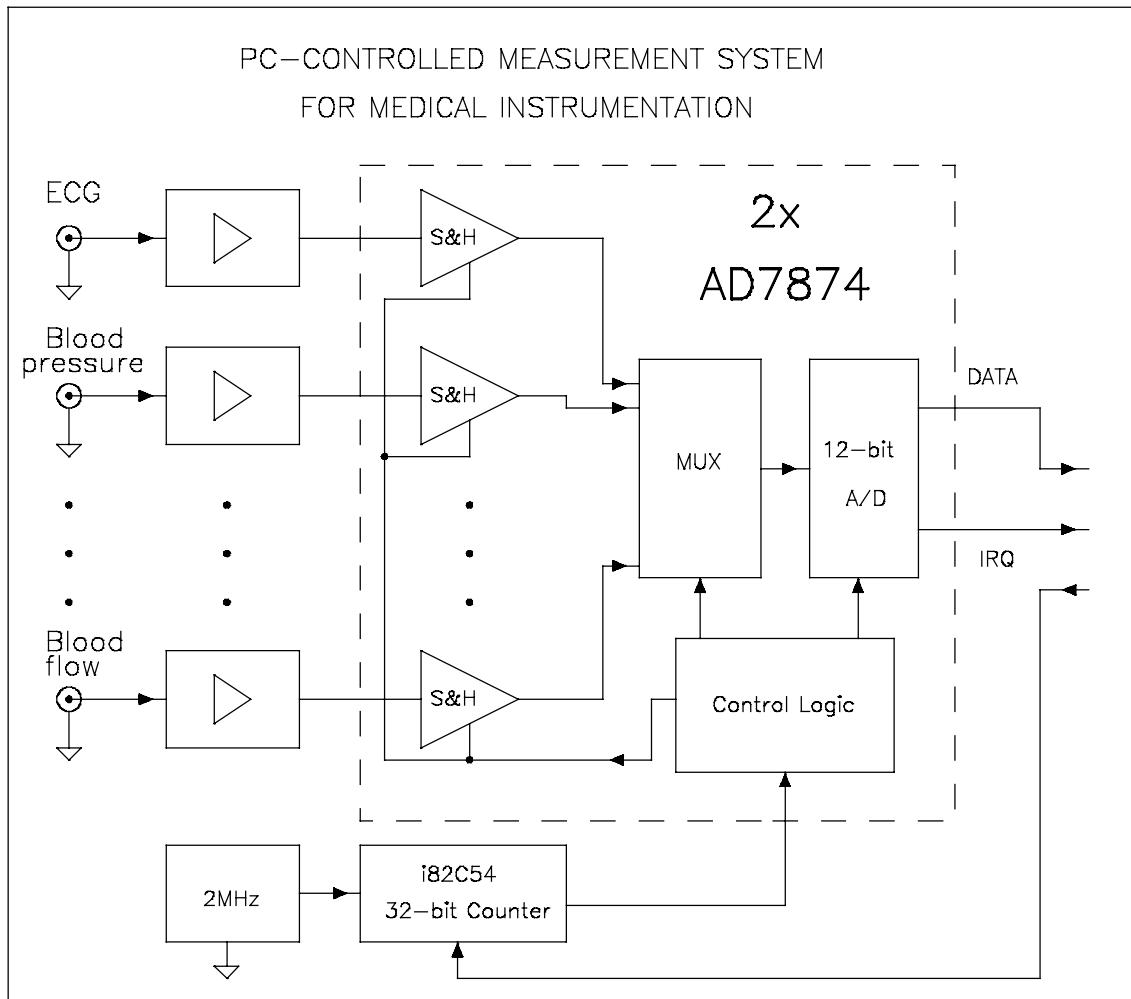 PC-CONTROLLED MEASUREMENT SYSTEM
FOR MEDICAL INSTRUMENTATION
ECG
S&H
2x
AD7874
Blood
pressure
S&H
MUX
12-bit
A/D
DATA
IRQ
Blood
flow
S&H
Control Logic
2MHz
i82C54
32-bit Counter